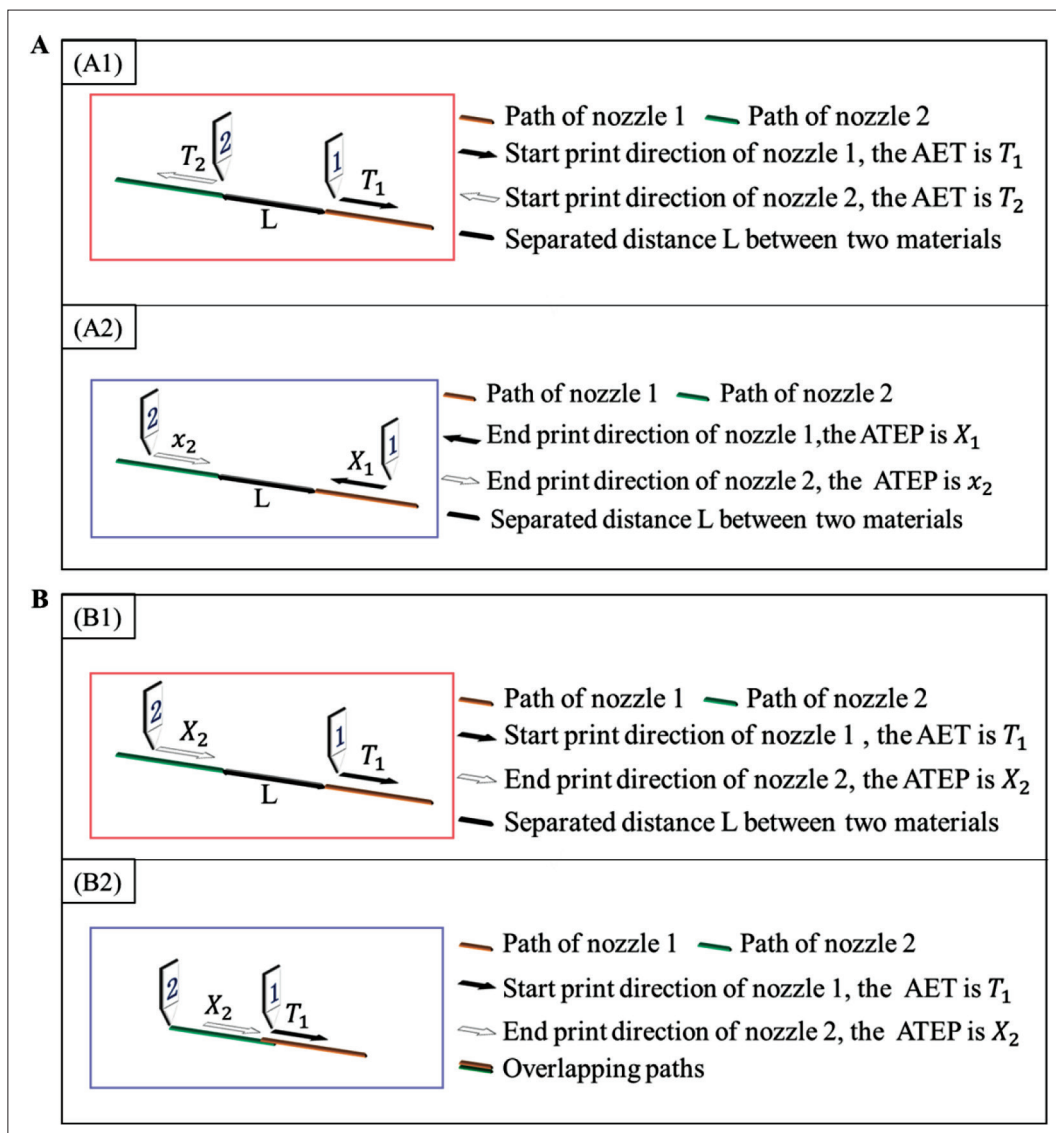 A
(A1)
Path of nozzle 1 Path of nozzle 2
Start print direction of nozzle 1, the AET is T₁
Start print direction of nozzle 2, the AET is T₂
Separated distance L between two materials
T₂ 2 1 T₁
L
(A2)
Path of nozzle 1 Path of nozzle 2
End print direction of nozzle 1,the ATEP is X₁
End print direction of nozzle 2, the ATEP is x₂
Separated distance L between two materials
2 x₂ X₁ 1
L
B
(B1)
Path of nozzle 1 Path of nozzle 2
Start print direction of nozzle 1 , the AET is T₁
End print direction of nozzle 2, the ATEP is X₂
Separated distance L between two materials
2 X₂ 1 T₁
L
(B2)
Path of nozzle 1 Path of nozzle 2
Start print direction of nozzle 1, the AET is T₁
End print direction of nozzle 2, the ATEP is X₂
Overlapping paths
2 X₂ 1 T₁